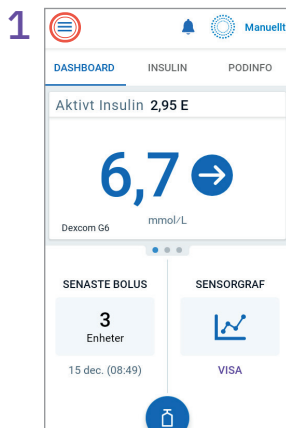 1
Manuellt
DASHBOARD INSULIN PODINFO
Aktivt Insulin 2,95 E
6,7
mmol/L
Dexcom G6
SENASTE BOLUS SENSORGRAF
3
Enheter
15 dec. (08:49) VISA